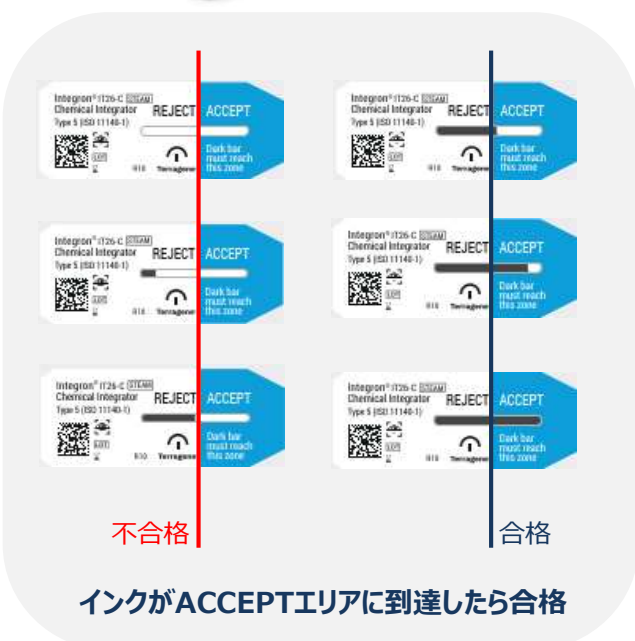 Integron® IT26-C STEAM
Chemical Integrator
Type 5 (ISO 11140-1)
REJECT
ACCEPT
Dark bar
must reach
this zone
LOT
Terragene
Integron® IT26-C STEAM
Chemical Integrator
Type 5 (ISO 11140-1)
REJECT
ACCEPT
Dark bar
must reach
this zone
LOT
Terragene
Integron® IT26-C STEAM
Chemical Integrator
Type 5 (ISO 11140-1)
REJECT
ACCEPT
Dark bar
must reach
this zone
LOT
Terragene
Integron® IT26-C STEAM
Chemical Integrator
Type 5 (ISO 11140-1)
REJECT
ACCEPT
Dark bar
must reach
this zone
LOT
Terragene
Integron® IT26-C STEAM
Chemical Integrator
Type 5 (ISO 11140-1)
REJECT
ACCEPT
Dark bar
must reach
this zone
LOT
Terragene
Integron® IT26-C STEAM
Chemical Integrator
Type 5 (ISO 11140-1)
REJECT
ACCEPT
Dark bar
must reach
this zone
LOT
Terragene
不合格
合格
インクがACCEPTエリアに到達したら合格